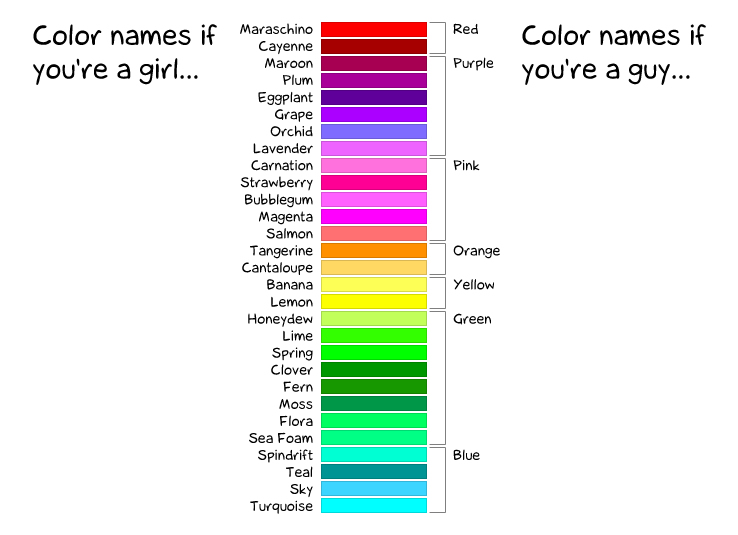 Color names if
you're a girl...
Color names if
you're a guy...
Maraschino
Red
Cayenne
Maroon
Purple
Plum
Eggplant
Grape
Orchid
Lavender
Carnation
Pink
Strawberry
Bubblegum
Magenta
Salmon
Tangerine
Orange
Cantaloupe
Banana
Yellow
Lemon
Honeydew
Green
Lime
Spring
Clover
Fern
Moss
Flora
Sea Foam
Spindrift
Blue
Teal
Sky
Turquoise